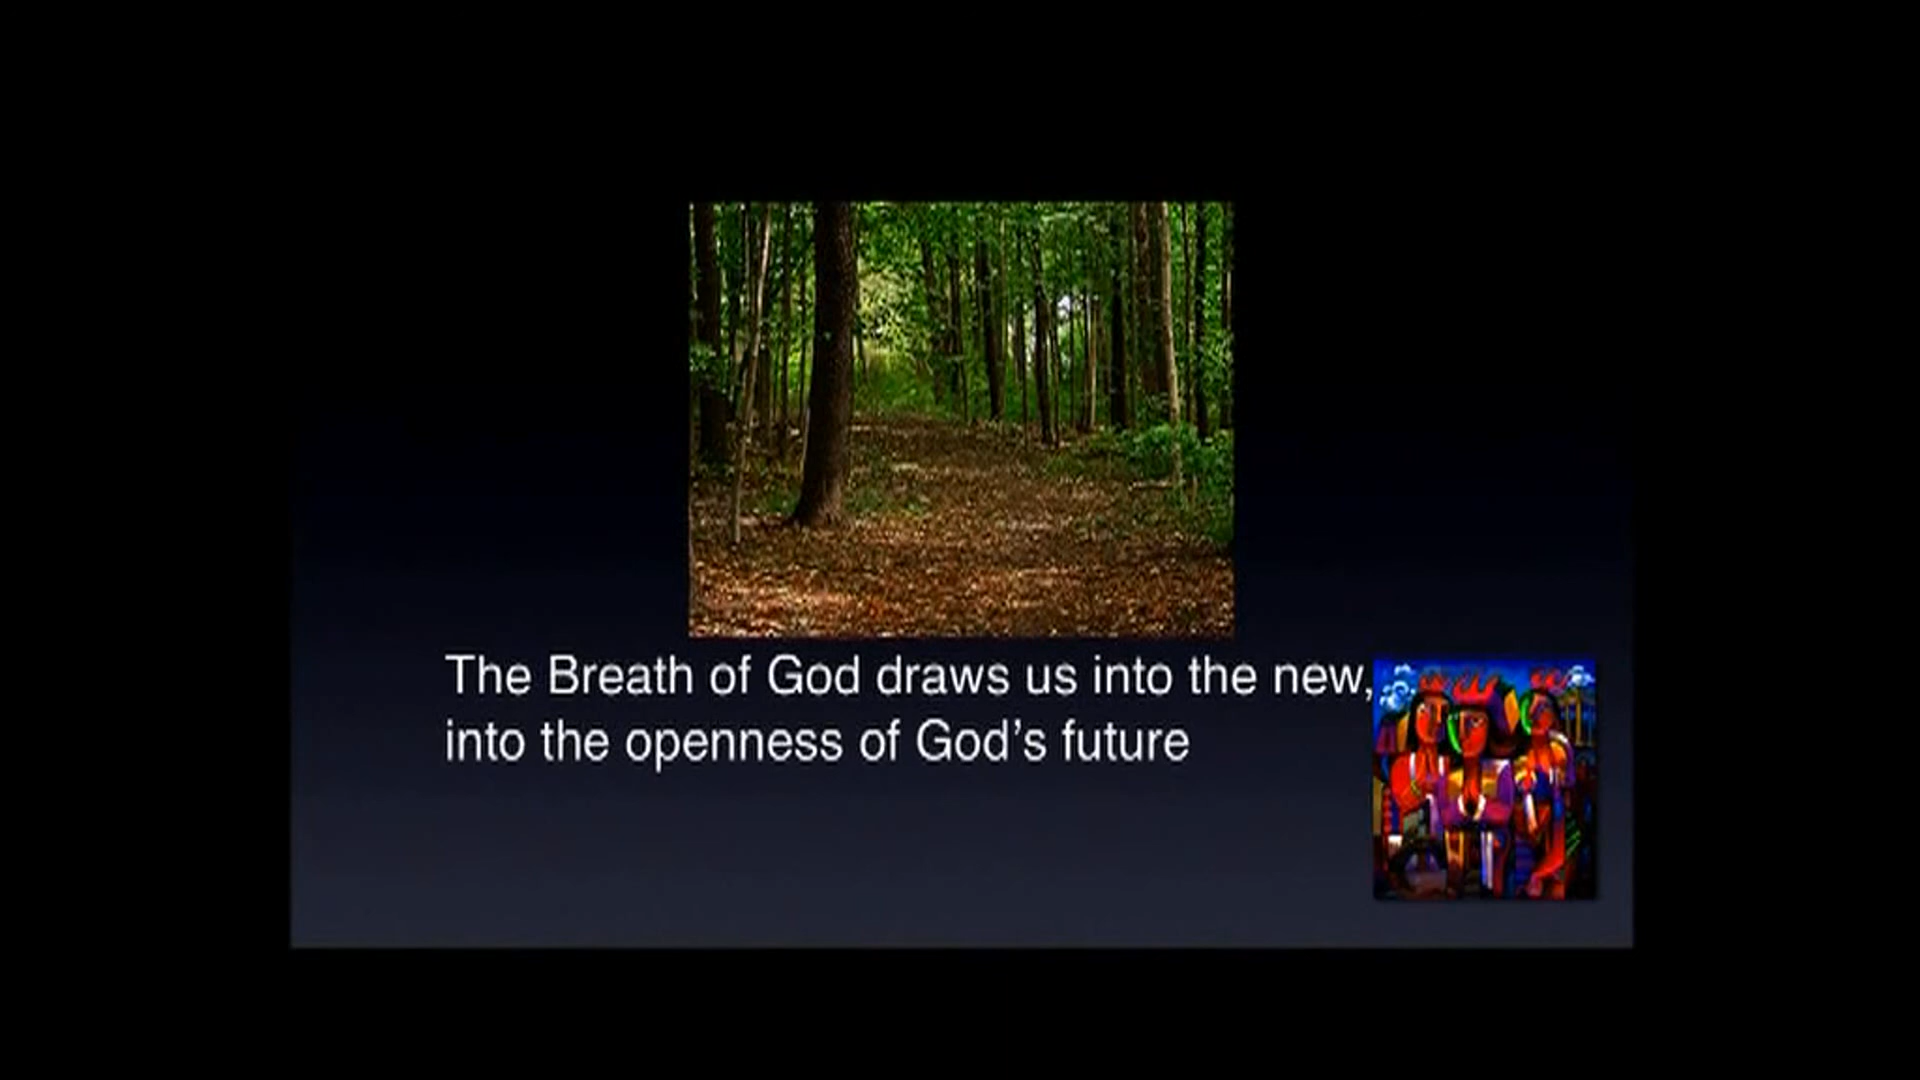 The Breath of God draws us into the new,
into the openness of God’s future